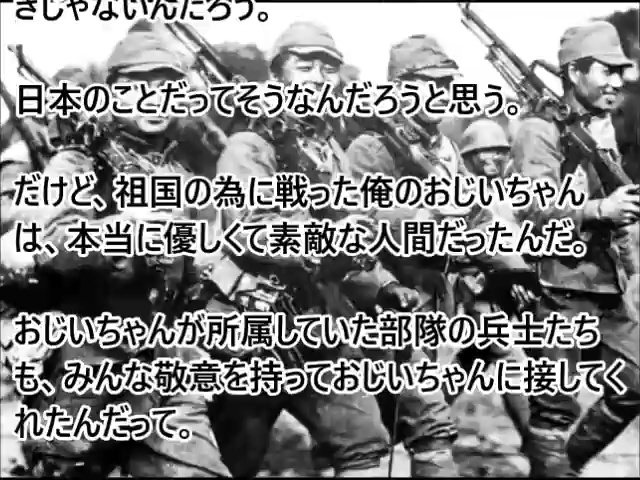 きじゃないんだろう。
日本のことだってそうなんだろうと思う。
だけど、祖国の為に戦った俺のおじいちゃん
は、本当に優しくて素敵な人間だったんだ。
おじいちゃんが所属していた部隊の兵士たち
も、みんな敬意を持っておじいちゃんに接してく
れたんだって。